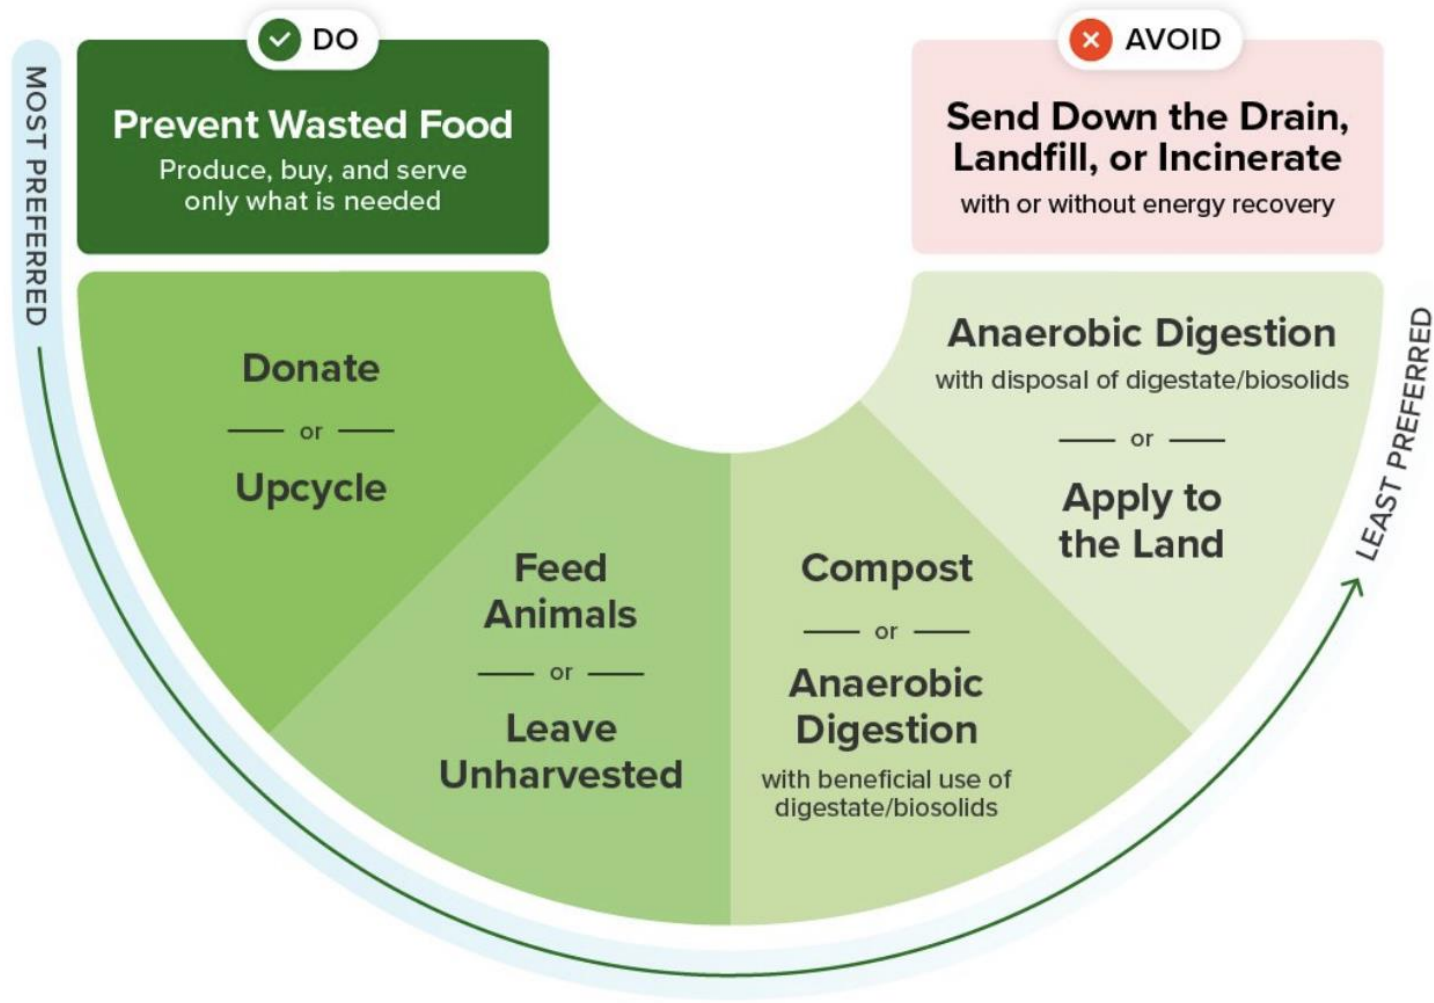 DO
Prevent Wasted Food
Produce, buy, and serve
only what is needed
AVOID
Send Down the Drain,
Landfill, or Incinerate
with or without energy recovery
MOST PREFERRED
Donate
or
Upcycle
Feed
Animals
or
Leave
Unharvested
Compost
or
Anaerobic
Digestion
with beneficial use of
digestate/biosolids
Anaerobic Digestion
with disposal of digestate/biosolids
or
Apply to
the Land
LEAST PREFERRED